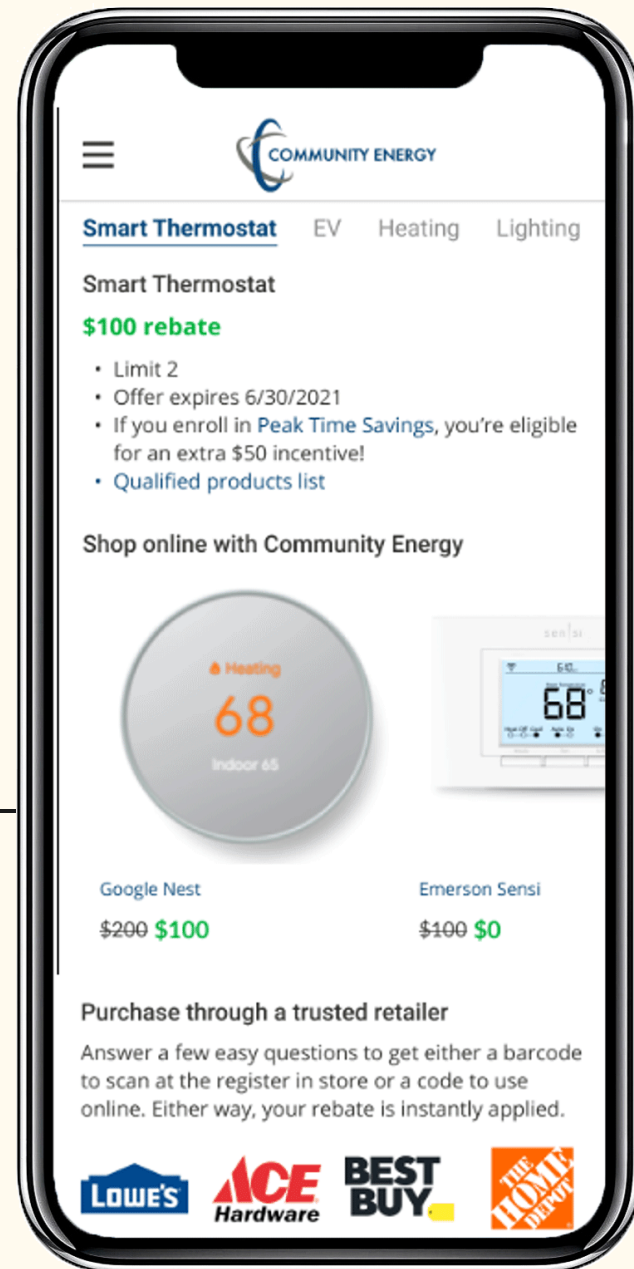 COMMUNITY ENERGY
Smart Thermostat EV Heating Lighting
Smart Thermostat
$100 rebate
• Limit 2
• Offer expires 6/30/2021
• If you enroll in Peak Time Savings, you’re eligible
for an extra $50 incentive!
• Qualified products list
Shop online with Community Energy
Heating
68
Indoor 65
sensi
68°
Google Nest
$200 $100
Emerson Sensi
$100 $0
Purchase through a trusted retailer
Answer a few easy questions to get either a barcode
to scan at the register in store or a code to use
online. Either way, your rebate is instantly applied.
LOWE'S
ACE
Hardware
BEST
BUY
THE
HOME
DEPOT